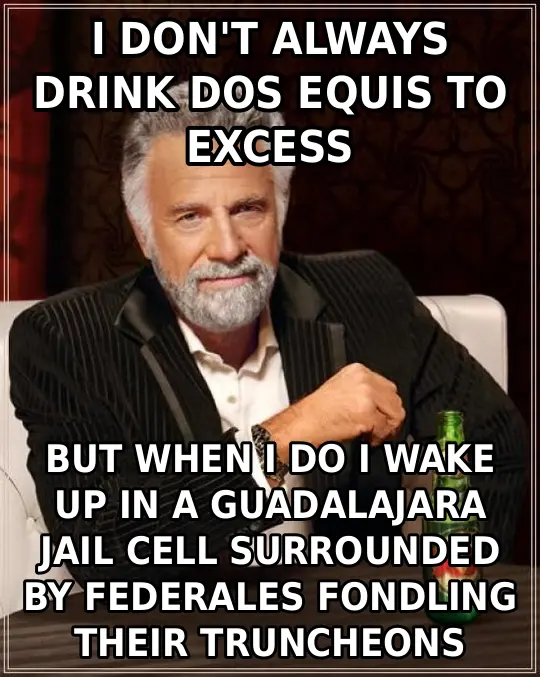 I DON'T ALWAYS
DRINK DOS EQUIS TO
EXCESS
BUT WHEN I DO I WAKE
UP IN A GUADALAJARA
JAIL CELL SURROUNDED
BY FEDERALES FONDLING
THEIR TRUNCHEONS